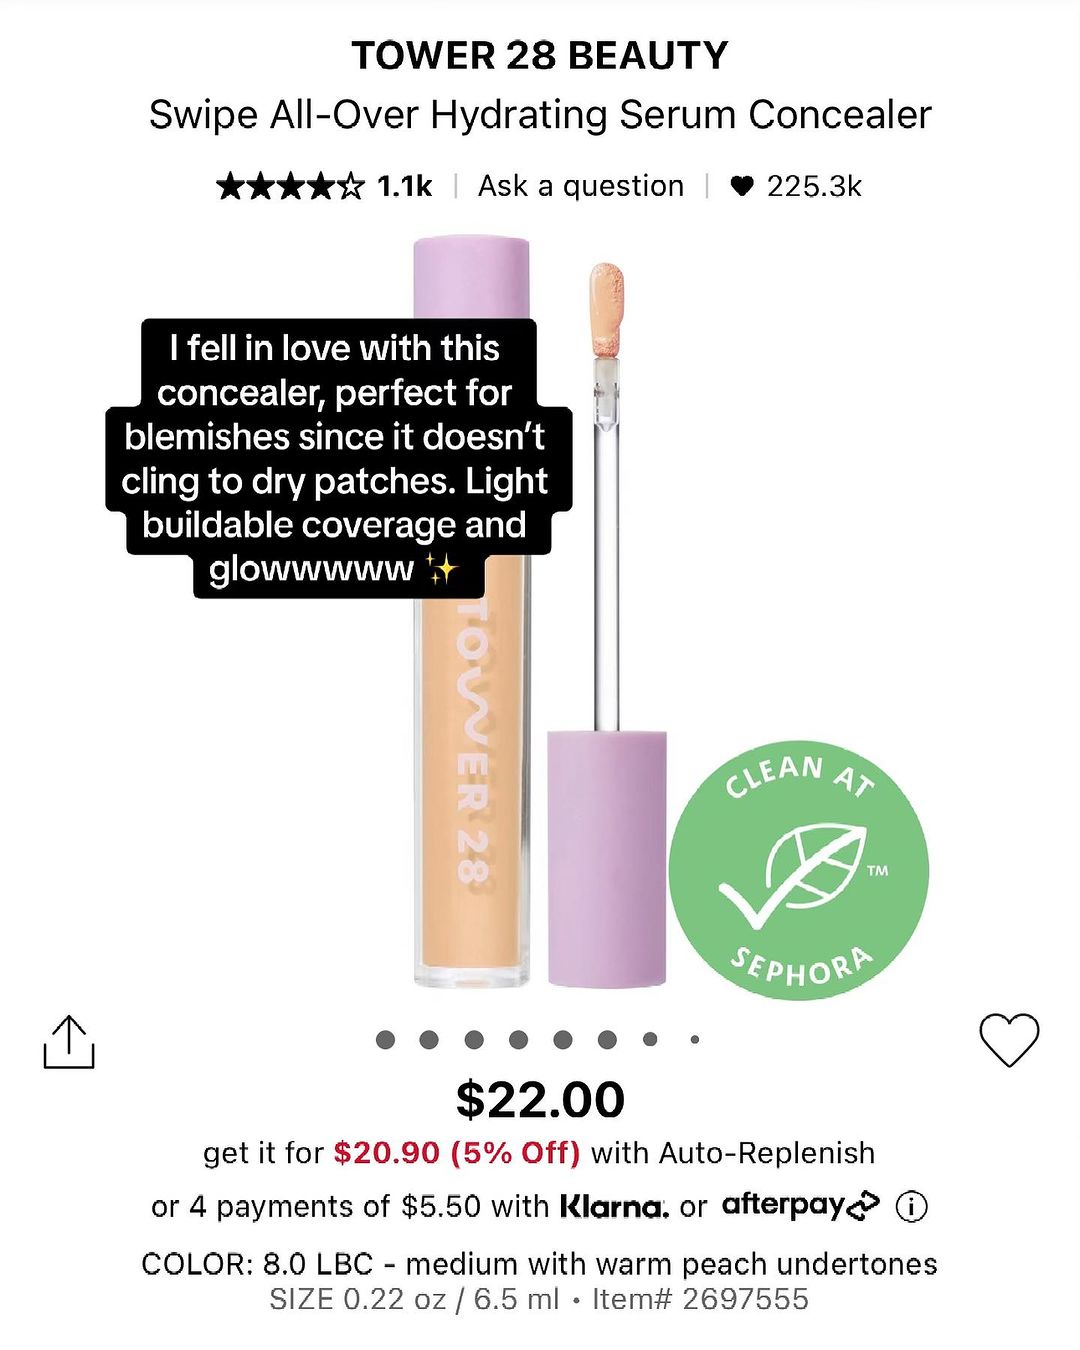 TOWER 28 BEAUTY
Swipe All-Over Hydrating Serum Concealer
1.1k | Ask a question | 225.3k
I fell in love with this
concealer, perfect for
blemishes since it doesn't
cling to dry patches. Light
buildable coverage and
glowwwwww ✨
TOWER 28
CLEAN AT
SEPHORA
TM
$22.00
get it for $20.90 (5% Off) with Auto-Replenish
or 4 payments of $5.50 with Klarna. or afterpay
COLOR: 8.0 LBC - medium with warm peach undertones
SIZE 0.22 oz / 6.5 ml • Item# 2697555